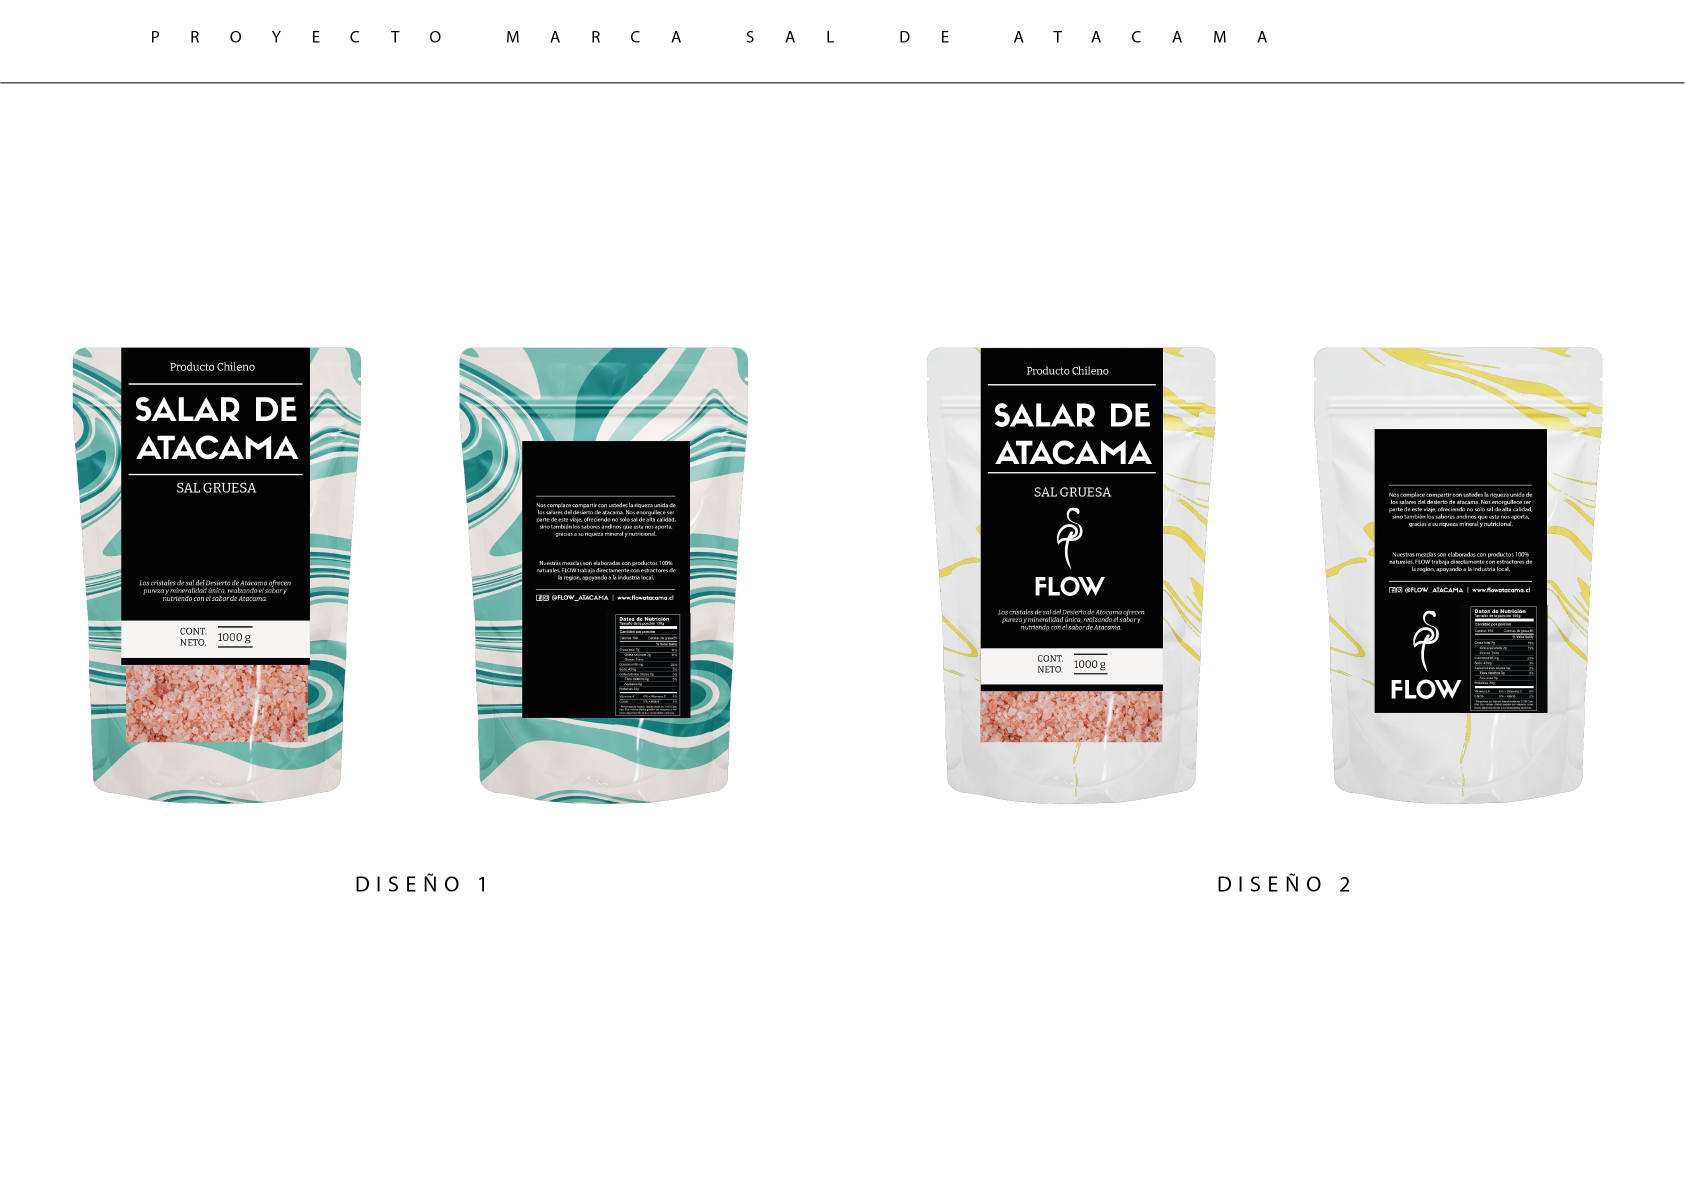 PROYECTO MARCA SAL DE ATACAMA
Producto Chileno
SALAR DE
ATACAMA
SAL GRUESA
Los cristales de sal del Desierto de Atacama ofrecen
pureza y mineralidad única, realzando el sabor y
nutriendo con el sabor de Atacama.
CONT.
NETO.
1000 g
Nos complace compartir con ustedes la riqueza unida de
los salares del desierto de atacama. Nos enorgullece ser
parte de este viaje, ofreciendo no solo sal de alta calidad,
sino también los sabores andinos que esta nos aporta,
gracias a su riqueza mineral y nutricional.
Nuestras mezclas son elaboradas con productos 100%
naturales. FLOW trabaja directamente con estractores de
la region, apoyando a la industria local.
@FLOW_ATACAMA | www.flowatacama.cl
Datos de Nutrición
Cantidad por porción
DISEÑO 1
Producto Chileno
SALAR DE
ATACAMA
SAL GRUESA
FLOW
Los cristales de sal del Desierto de Atacama ofrecen
pureza y mineralidad única, realzando el sabor y
nutriendo con el sabor de Atacama.
CONT.
NETO.
1000 g
Nos complace compartir con ustedes la riqueza unida de
los salares del desierto de atacama. Nos enorgullece ser
parte de este viaje, ofreciendo no solo sal de alta calidad,
sino también los sabores andinos que esta nos aporta,
gracias a su riqueza mineral y nutricional.
Nuestras mezclas son elaboradas con productos 100%
naturales. FLOW trabaja directamente con estractores de
la region, apoyando a la industria local.
@FLOW_ATACAMA | www.flowatacama.cl
FLOW
Datos de Nutrición
Cantidad por porción
DISEÑO 2